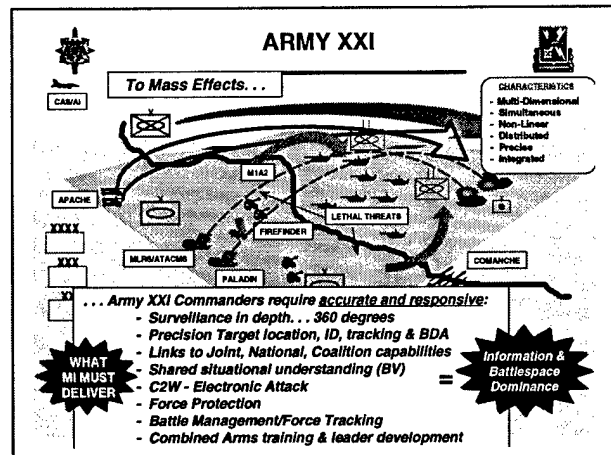 ARMY XXI
To Mass Effects. . .
CAS/AI
CHARACTERISTICS
- Multi-Dimensional
- Simultaneous
- Non-Linear
- Distributed
- Precise
- Integrated
X
M1A2
APACHE
LETHAL THREATS
FIREFINDER
XXXX
MLRS/ATACMS
PALADIN
COMANCHE
XXX
XX
. . . Army XXI Commanders require accurate and responsive:
- Surveillance in depth. . . 360 degrees
- Precision Target location, ID, tracking & BDA
- Links to Joint, National, Coalition capabilities
- Shared situational understanding (BV)
- C2W - Electronic Attack
- Force Protection
- Battle Management/Force Tracking
- Combined Arms training & leader development
WHAT
MI MUST
DELIVER
=
Information &
Battlespace
Dominance